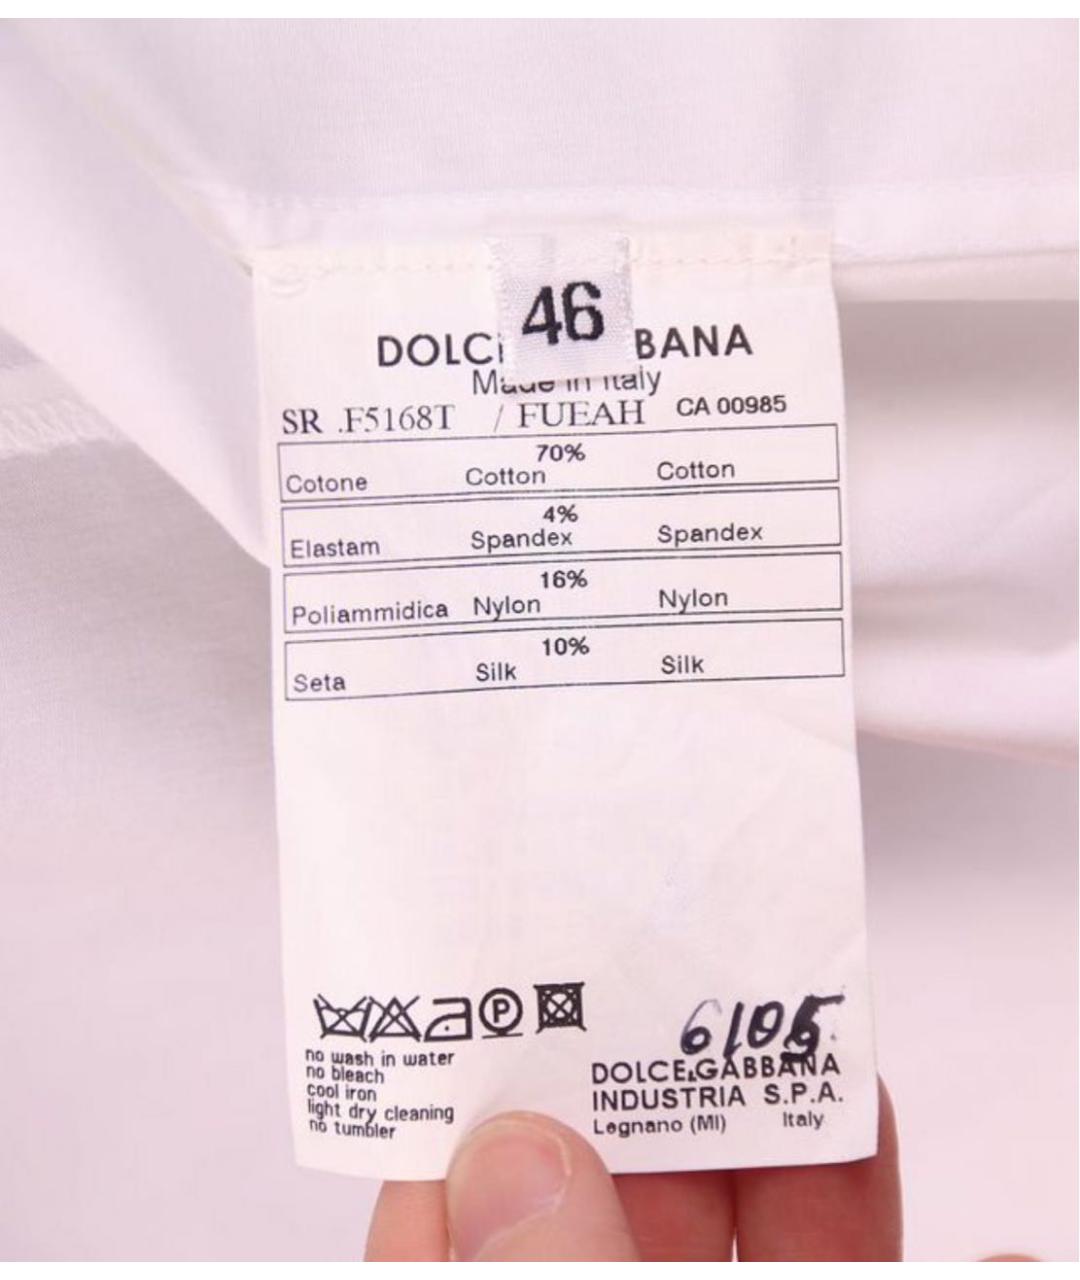 46
DOLC BANA
Made in Italy
SR .F5168T / FUEAH CA 00985
70%
Cotone Cotton Cotton
4%
Elastam Spandex Spandex
16%
Poliammidica Nylon Nylon
10%
Seta Silk Silk
P
no wash in water
no bleach
cool iron
light dry cleaning
no tumbler
6105
DOLCE&GABBANA
INDUSTRIA S.P.A.
Legnano (MI) Italy